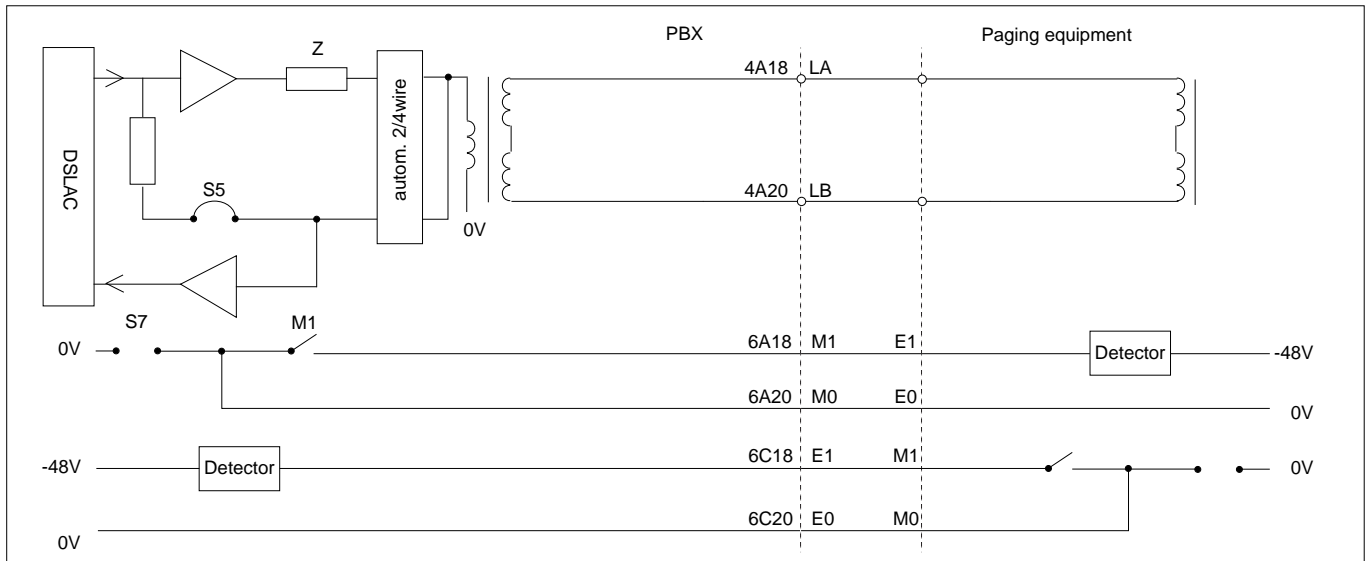 PBX
Paging equipment
Z
4A18 LA
DSLAC
autom. 2/4wire
S5
4A20 LB
0V
S7
M1
0V
6A18 M1 E1
Detector
-48V
6A20 M0 E0
0V
-48V
Detector
6C18 E1 M1
0V
6C20 E0 M0
0V